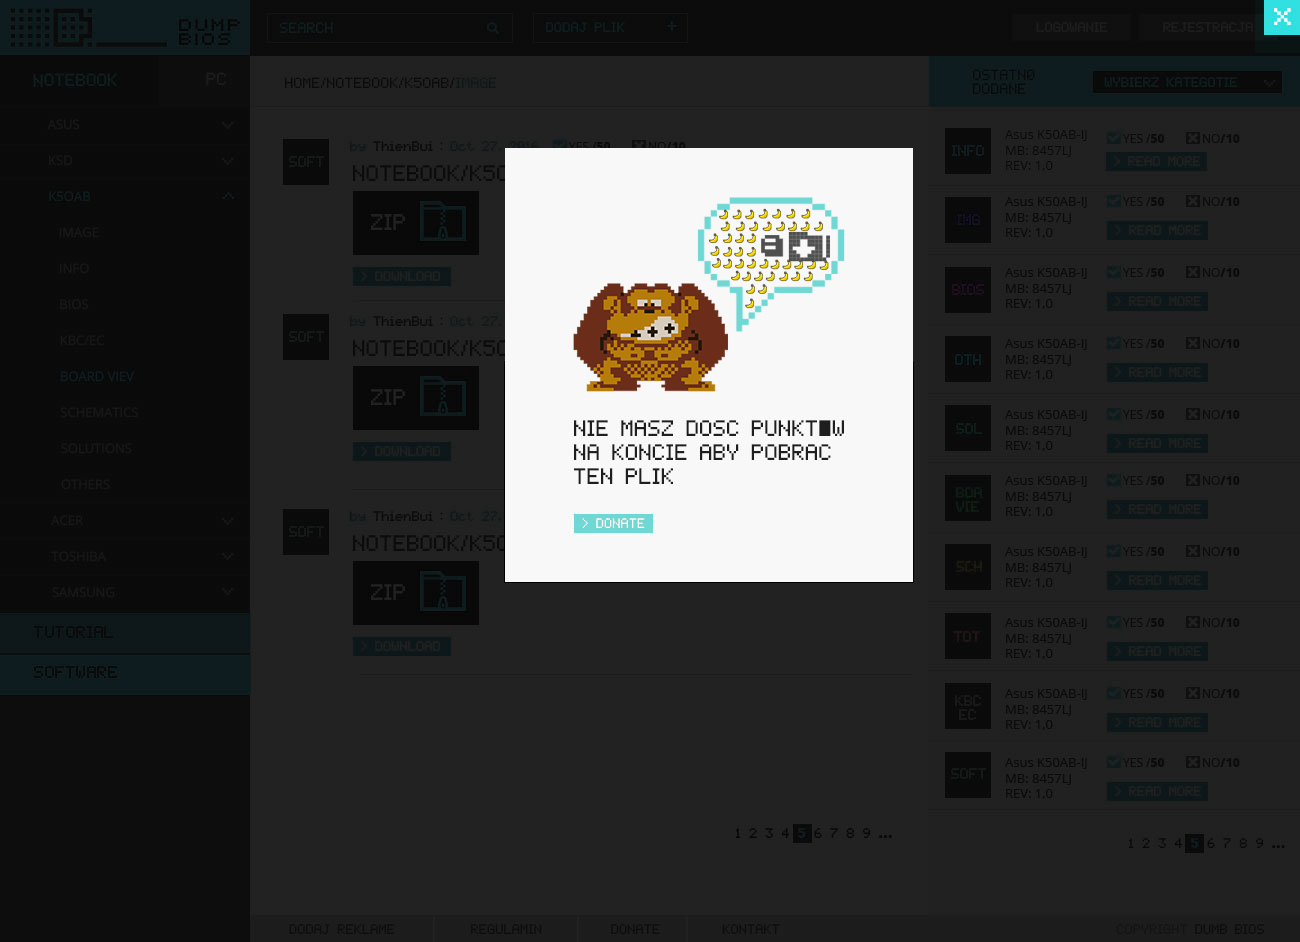 DUMP
BIOS
SEARCH
DODAJ PLIK +
LOGOWANIE
REJESTRACJA
NOTEBOOK
PC
HOME/NOTEBOOK/K50AB/IMAGE
OSTATNO
DODANE
WYBIERZ KATEGOTIE
ASUS
KSD
KSOAB
IMAGE
INFO
BIOS
KBC/EC
BOARD VIEV
SCHEMATICS
SOLUTIONS
OTHERS
ACER
TOSHIBA
SAMSUNG
TUTORIAL
SOFTWARE
SOFT
by ThienBui : Oct 27, 2016 YES /50 NO/10
NOTEBOOK/K50
ZIP
> DOWNLOAD
SOFT
by ThienBui : Oct 27,
NOTEBOOK/K50
ZIP
> DOWNLOAD
SOFT
by ThienBui : Oct 27,
NOTEBOOK/K50
ZIP
> DOWNLOAD
NIE MASZ DOSC PUNKT■W
NA KONCIE ABY POBRAC
TEN PLIK
> DONATE
INFO
Asus K50AB-IJ
MB: 8457LJ
REV: 1.0
YES /50 NO/10
> READ MORE
IMG
Asus K50AB-IJ
MB: 8457LJ
REV: 1.0
YES /50 NO/10
> READ MORE
BIOS
Asus K50AB-IJ
MB: 8457LJ
REV: 1.0
YES /50 NO/10
> READ MORE
OTH
Asus K50AB-IJ
MB: 8457LJ
REV: 1.0
YES /50 NO/10
> READ MORE
SOL
Asus K50AB-IJ
MB: 8457LJ
REV: 1.0
YES /50 NO/10
> READ MORE
BOA
VIE
Asus K50AB-IJ
MB: 8457LJ
REV: 1.0
YES /50 NO/10
> READ MORE
SCH
Asus K50AB-IJ
MB: 8457LJ
REV: 1.0
YES /50 NO/10
> READ MORE
TOT
Asus K50AB-IJ
MB: 8457LJ
REV: 1.0
YES /50 NO/10
> READ MORE
KBC
EC
Asus K50AB-IJ
MB: 8457LJ
REV: 1.0
YES /50 NO/10
> READ MORE
SOFT
Asus K50AB-IJ
MB: 8457LJ
REV: 1.0
YES /50 NO/10
> READ MORE
1 2 3 4 5 6 7 8 9 ...
1 2 3 4 5 6 7 8 9 ...
DODAJ REKLAME
REGULAMIN
DONATE
KONTAKT
COPYRIGHT DUMB BIOS